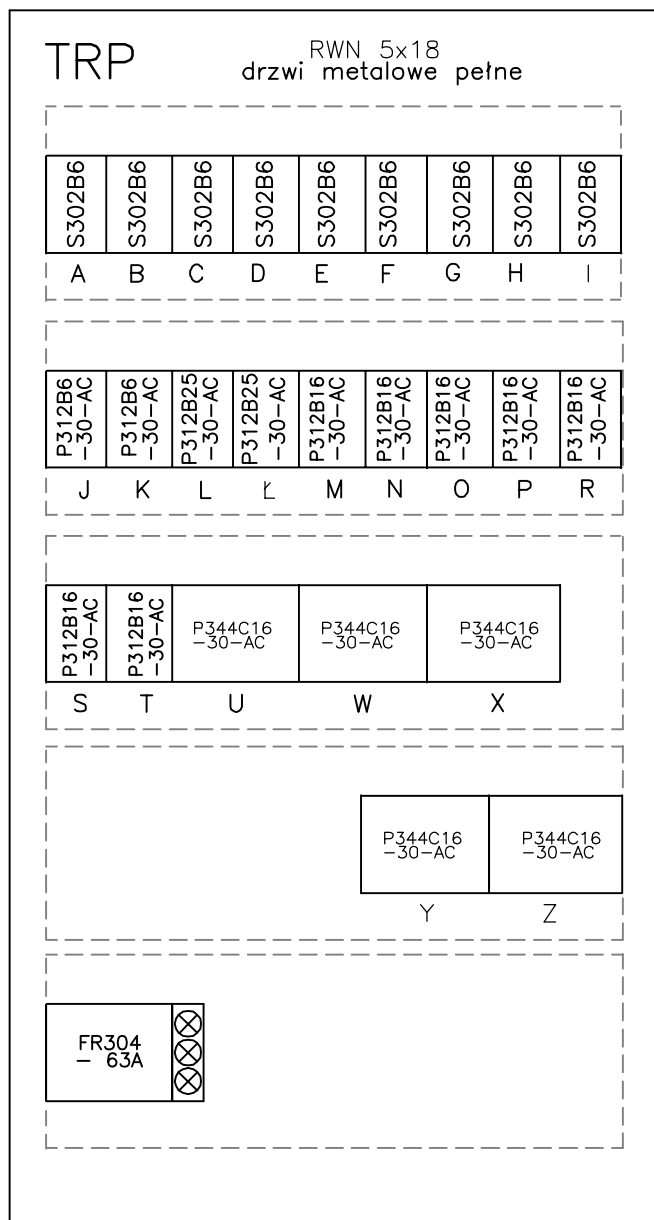 TRP
RWN 5x18
drzwi metalowe pełne
S302B6 S302B6 S302B6 S302B6 S302B6 S302B6 S302B6 S302B6 S302B6
A B C D E F G H I
P312B6 -30-AC P312B6 -30-AC P312B25 -30-AC P312B25 -30-AC P312B16 -30-AC P312B16 -30-AC P312B16 -30-AC P312B16 -30-AC P312B16 -30-AC
J K L Ł M N O P R
P312B16 -30-AC P312B16 -30-AC P344C16 -30-AC P344C16 -30-AC P344C16 -30-AC
S T U W X
P344C16 -30-AC P344C16 -30-AC
Y Z
FR304
- 63A